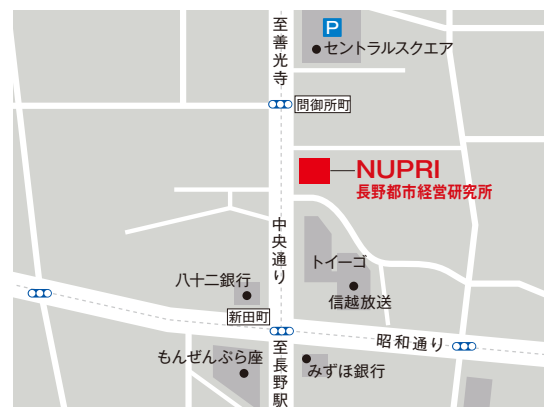 至善光寺
P
セントラルスクエア
問御所町
NUPRI
長野都市経営研究所
中央通り
トイーゴ
信越放送
八十二銀行
新田町
昭和通り
もんぜんぷら座
至長野駅
みずほ銀行